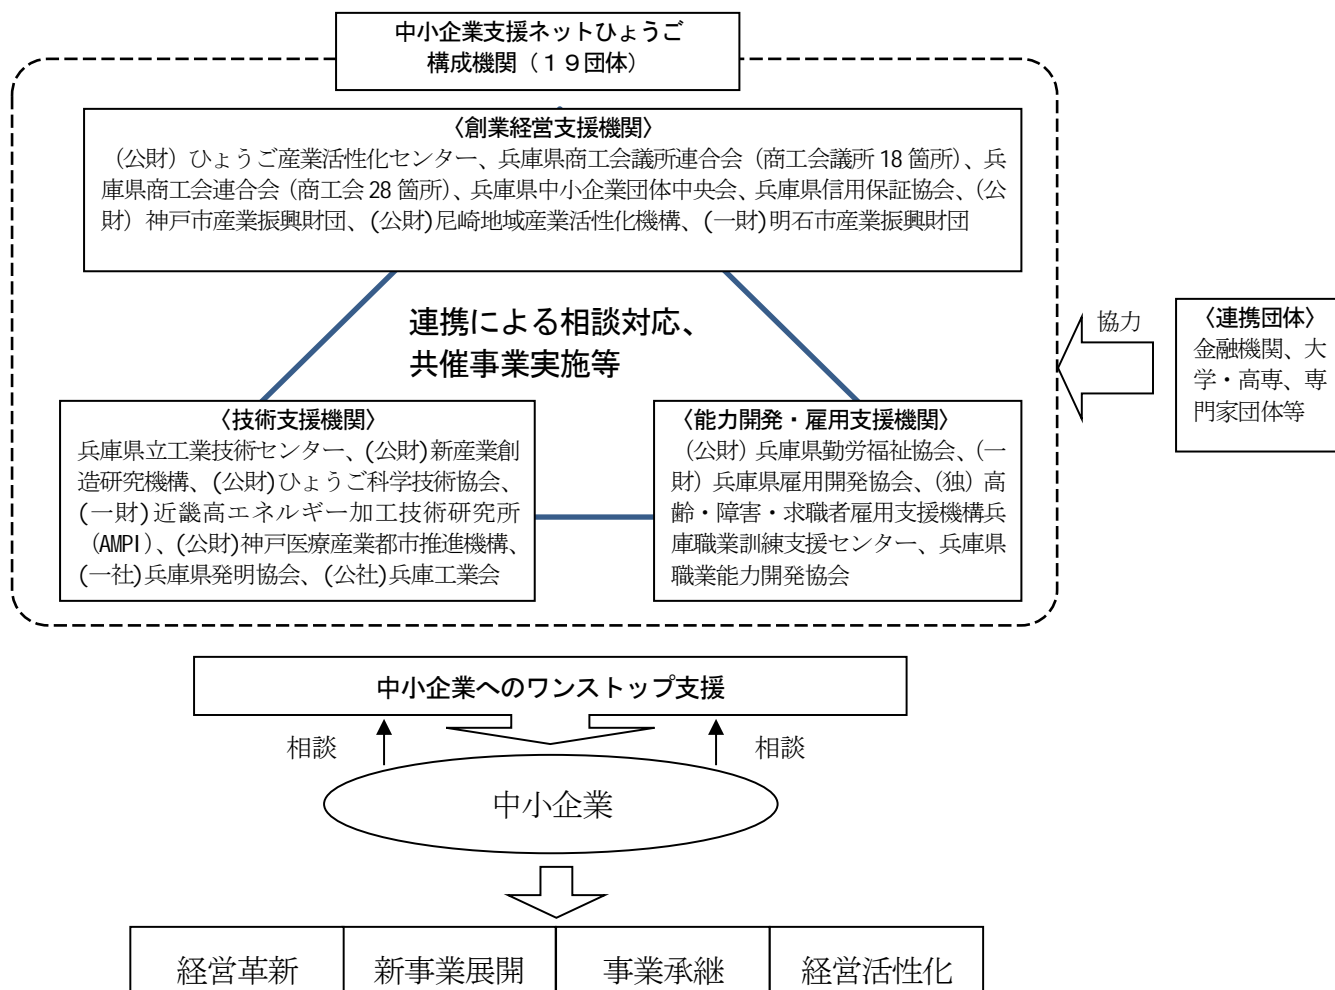 中小企業支援ネットひょうご
構成機関（１９団体）
〈創業経営支援機関〉
（公財）ひょうご産業活性化センター、兵庫県商工会議所連合会（商工会議所 18 箇所）、兵
庫県商工会連合会（商工会 28 箇所）、兵庫県中小企業団体中央会、兵庫県信用保証協会、（公
財）神戸市産業振興財団、(公財)尼崎地域産業活性化機構、(一財)明石市産業振興財団
連携による相談対応、
共催事業実施等
協力
〈連携団体〉
金融機関、大
学・高専、専
門家団体等
〈技術支援機関〉
兵庫県立工業技術センター、(公財)新産業創
造研究機構、(公財)ひょうご科学技術協会、
(一財)近畿高エネルギー加工技術研究所
（AMPI）、(公財)神戸医療産業都市推進機構、
(一社)兵庫県発明協会、(公社)兵庫工業会
〈能力開発・雇用支援機関〉
（公財）兵庫県勤労福祉協会、(一
財）兵庫県雇用開発協会、(独）高
齢・障害・求職者雇用支援機構兵
庫職業訓練支援センター、兵庫県
職業能力開発協会
中小企業へのワンストップ支援
相談
相談
中小企業
経営革新
新事業展開
事業承継
経営活性化